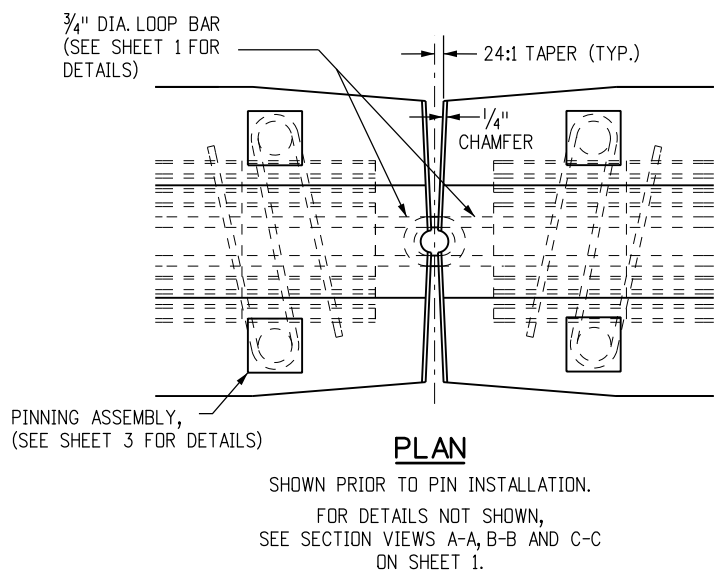 3/4" DIA. LOOP BAR
(SEE SHEET 1 FOR
DETAILS)
24:1 TAPER (TYP.)
1/4"
CHAMFER
PINNING ASSEMBLY,
(SEE SHEET 3 FOR DETAILS)
PLAN
SHOWN PRIOR TO PIN INSTALLATION.
FOR DETAILS NOT SHOWN,
SEE SECTION VIEWS A-A, B-B AND C-C
ON SHEET 1.